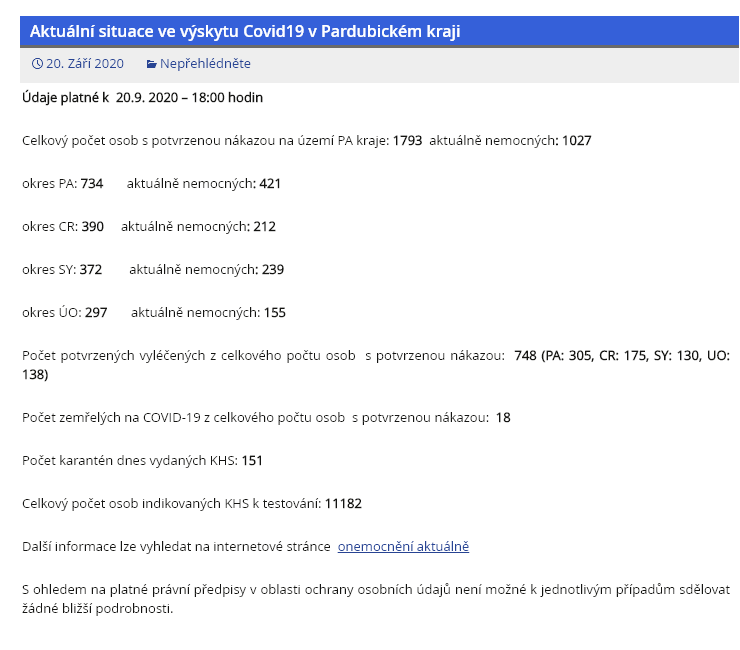 Aktuální situace ve výskytu Covid19 v Pardubickém kraji
20. Září 2020 Nepřehlédněte
Údaje platné k 20.9. 2020 – 18:00 hodin
Celkový počet osob s potvrzenou nákazou na území PA kraje: 1793 aktuálně nemocných: 1027
okres PA: 734 aktuálně nemocných: 421
okres CR: 390 aktuálně nemocných: 212
okres SY: 372 aktuálně nemocných: 239
okres ÚO: 297 aktuálně nemocných: 155
Počet potvrzených vyléčených z celkového počtu osob s potvrzenou nákazou: 748 (PA: 305, CR: 175, SY: 130, UO:
138)
Počet zemřelých na COVID-19 z celkového počtu osob s potvrzenou nákazou: 18
Počet karantén dnes vydaných KHS: 151
Celkový počet osob indikovaných KHS k testování: 11182
Další informace lze vyhledat na internetové stránce onemocnění aktuálně
S ohledem na platné právní předpisy v oblasti ochrany osobních údajů není možné k jednotlivým případům sdělovat
žádné bližší podrobnosti.